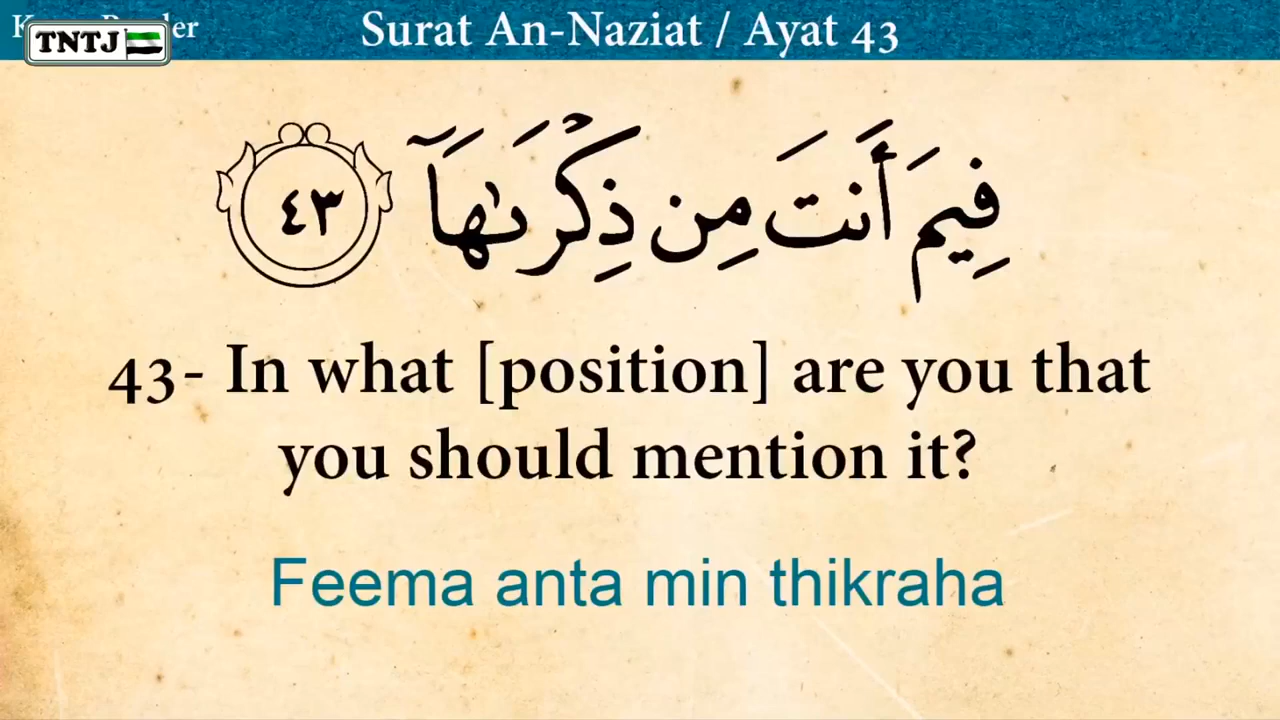 Surat An-Naziat / Ayat 43
TNTJ
فِيمَ أَنتَ مِن ذِكْرَىٰهَآ ٤٣
43- In what [position] are you that
you should mention it?
Feema anta min thikraha